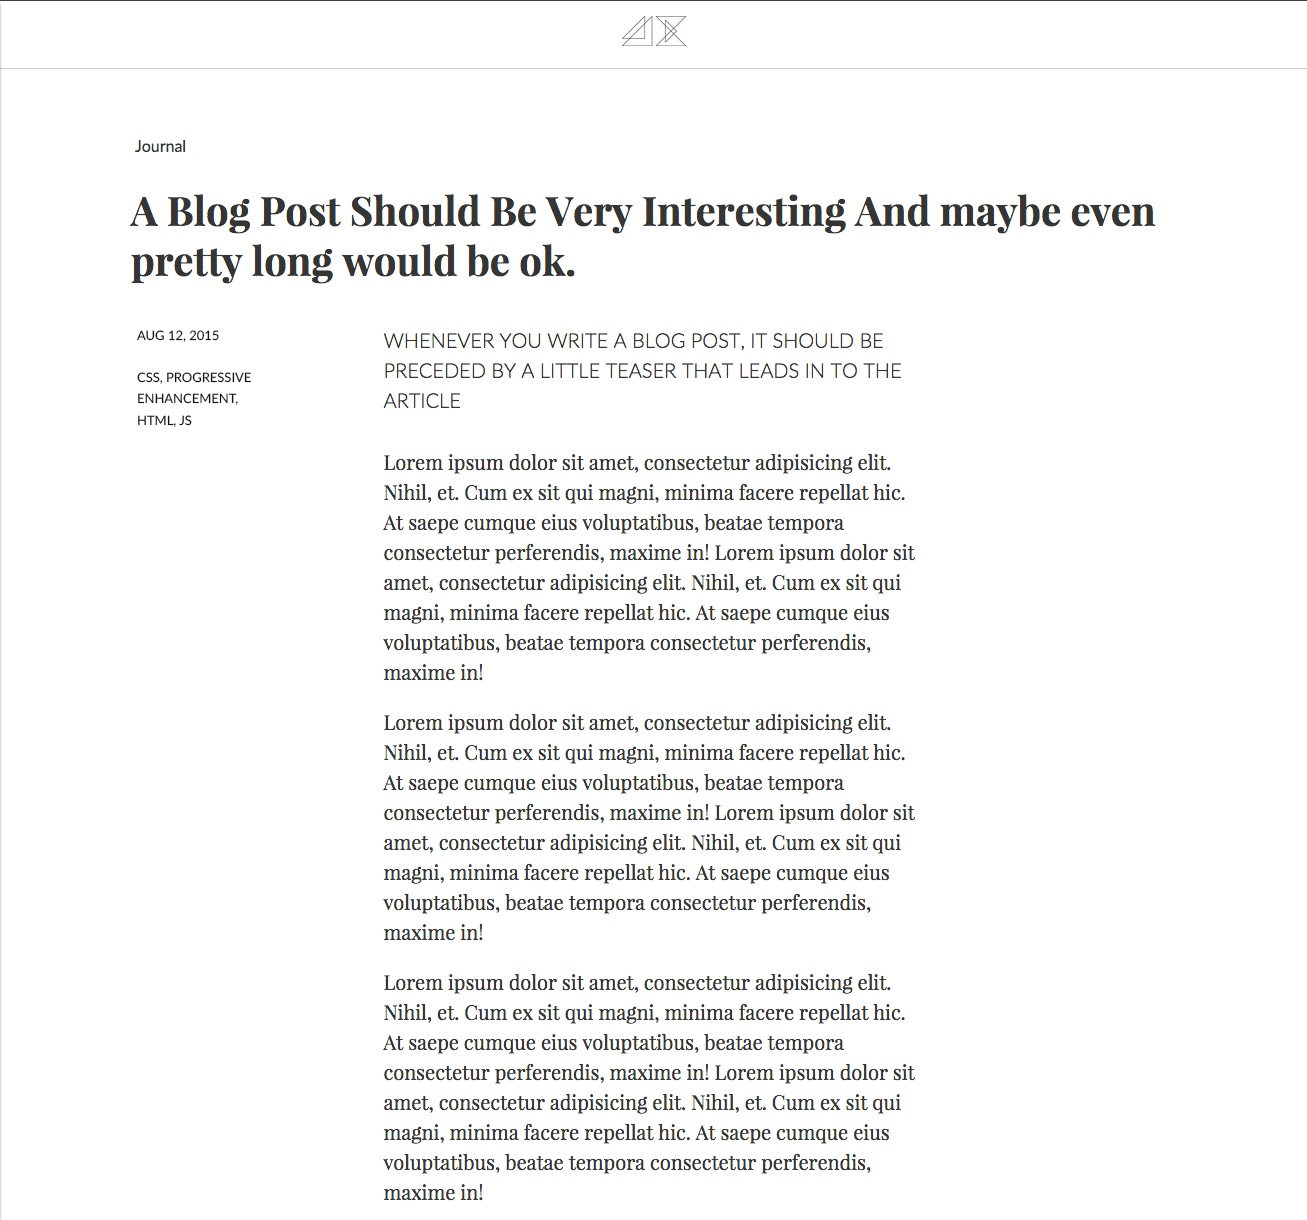 Journal
A Blog Post Should Be Very Interesting And maybe even
pretty long would be ok.
AUG 12, 2015
CSS, PROGRESSIVE
ENHANCEMENT,
HTML, JS
WHENEVER YOU WRITE A BLOG POST, IT SHOULD BE
PRECEDED BY A LITTLE TEASER THAT LEADS IN TO THE
ARTICLE
Lorem ipsum dolor sit amet, consectetur adipisicing elit.
Nihil, et. Cum ex sit qui magni, minima facere repellat hic.
At saepe cumque eius voluptatibus, beatae tempora
consectetur perferendis, maxime in! Lorem ipsum dolor sit
amet, consectetur adipisicing elit. Nihil, et. Cum ex sit qui
magni, minima facere repellat hic. At saepe cumque eius
voluptatibus, beatae tempora consectetur perferendis,
maxime in!
Lorem ipsum dolor sit amet, consectetur adipisicing elit.
Nihil, et. Cum ex sit qui magni, minima facere repellat hic.
At saepe cumque eius voluptatibus, beatae tempora
consectetur perferendis, maxime in! Lorem ipsum dolor sit
amet, consectetur adipisicing elit. Nihil, et. Cum ex sit qui
magni, minima facere repellat hic. At saepe cumque eius
voluptatibus, beatae tempora consectetur perferendis,
maxime in!
Lorem ipsum dolor sit amet, consectetur adipisicing elit.
Nihil, et. Cum ex sit qui magni, minima facere repellat hic.
At saepe cumque eius voluptatibus, beatae tempora
consectetur perferendis, maxime in! Lorem ipsum dolor sit
amet, consectetur adipisicing elit. Nihil, et. Cum ex sit qui
magni, minima facere repellat hic. At saepe cumque eius
voluptatibus, beatae tempora consectetur perferendis,
maxime in!